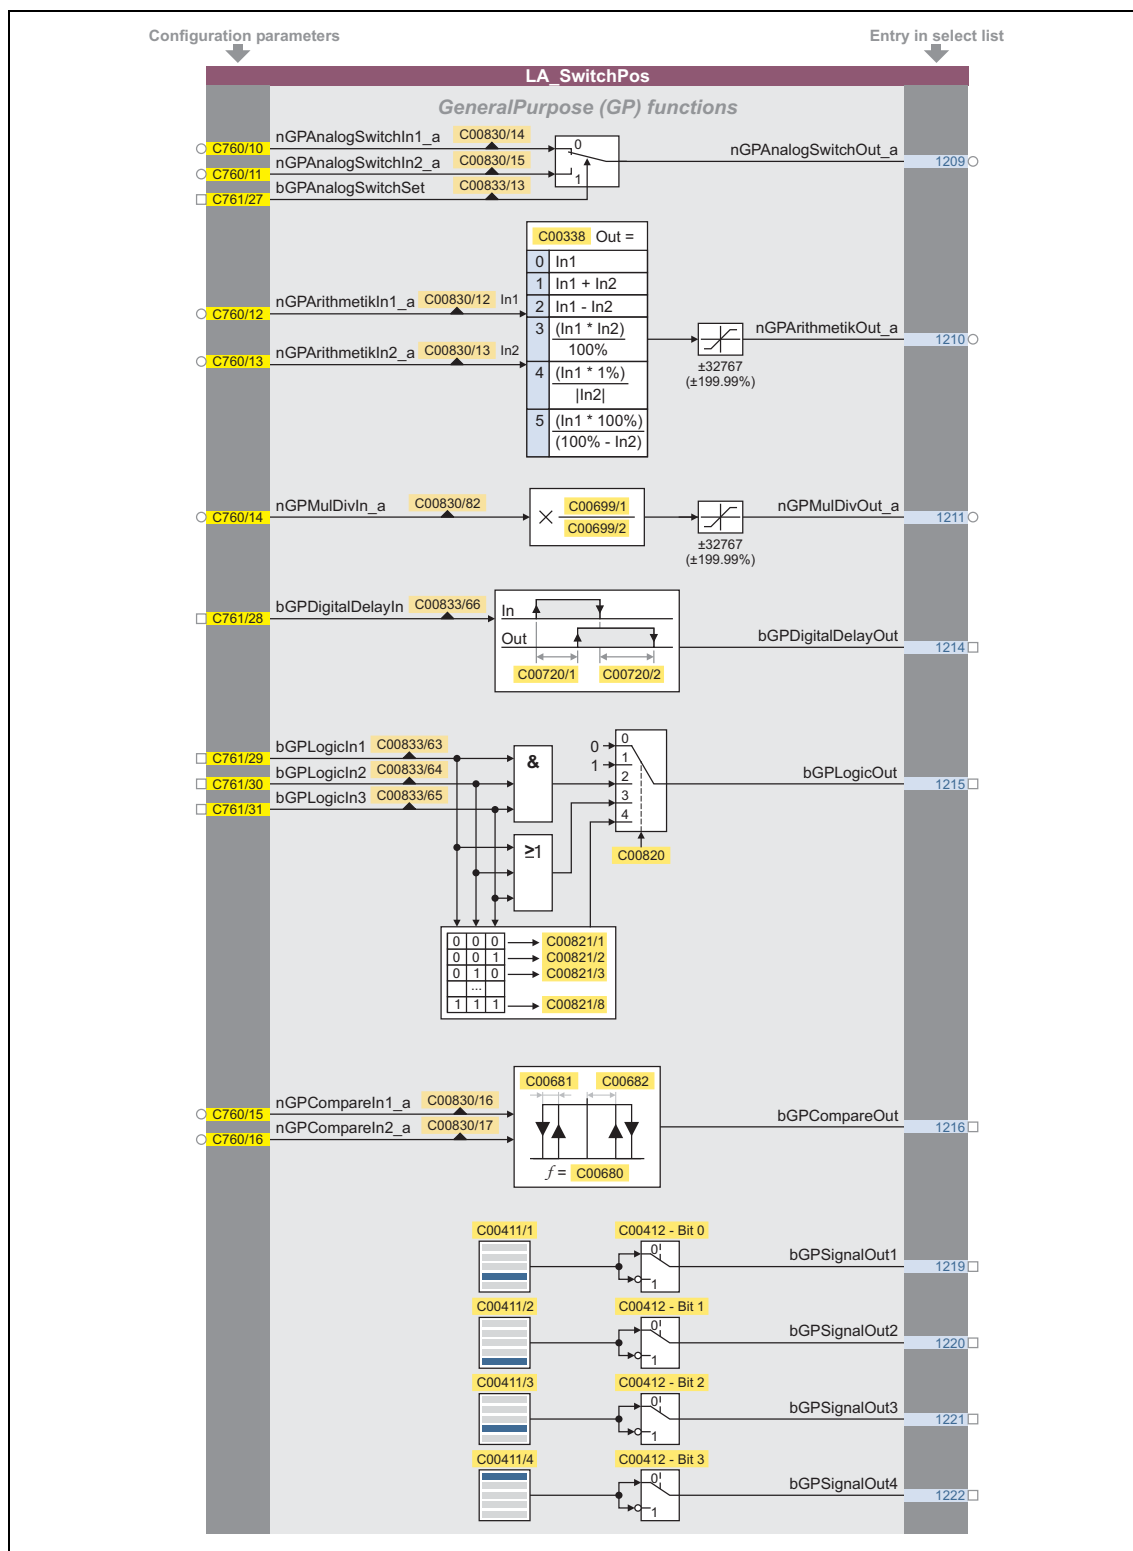 Configuration parameters
Entry in select list
LA_SwitchPos
GeneralPurpose (GP) functions
nGPAnalogSwitchIn1_a C00830/14
C760/10
nGPAnalogSwitchIn2_a C00830/15
C760/11
bGPAnalogSwitchSet C00833/13
C761/27
0
1
nGPAnalogSwitchOut_a
1209
C00338 Out =
0 In1
1 In1 + In2
2 In1 - In2
3 (In1 * In2)
100%
4 (In1 * 1%)
|In2|
5 (In1 * 100%)
(100% - In2)
nGPArithmetikIn1_a C00830/12 In1
C760/12
nGPArithmetikIn2_a C00830/13 In2
C760/13
±32767
(±199.99%)
nGPArithmetikOut_a
1210
nGPMulDivIn_a C00830/82
C760/14
× C00699/1
C00699/2
±32767
(±199.99%)
nGPMulDivOut_a
1211
bGPDigitalDelayIn C00833/66
C761/28
In
Out
C00720/1 C00720/2
bGPDigitalDelayOut
1214
bGPLogicIn1 C00833/63
C761/29
bGPLogicIn2 C00833/64
C761/30
bGPLogicIn3 C00833/65
C761/31
&
≥1
0 0
1 1
2
3
4
C00820
bGPLogicOut
1215
0 0 0 C00821/1
0 0 1 C00821/2
0 1 0 C00821/3
...
1 1 1 C00821/8
nGPCompareIn1_a C00830/16
C760/15
nGPCompareIn2_a C00830/17
C760/16
C00681 C00682
f = C00680
bGPCompareOut
1216
C00411/1 C00412 - Bit 0
0
1
bGPSignalOut1
1219
C00411/2 C00412 - Bit 1
0
1
bGPSignalOut2
1220
C00411/3 C00412 - Bit 2
0
1
bGPSignalOut3
1221
C00411/4 C00412 - Bit 3
0
1
bGPSignalOut4
1222